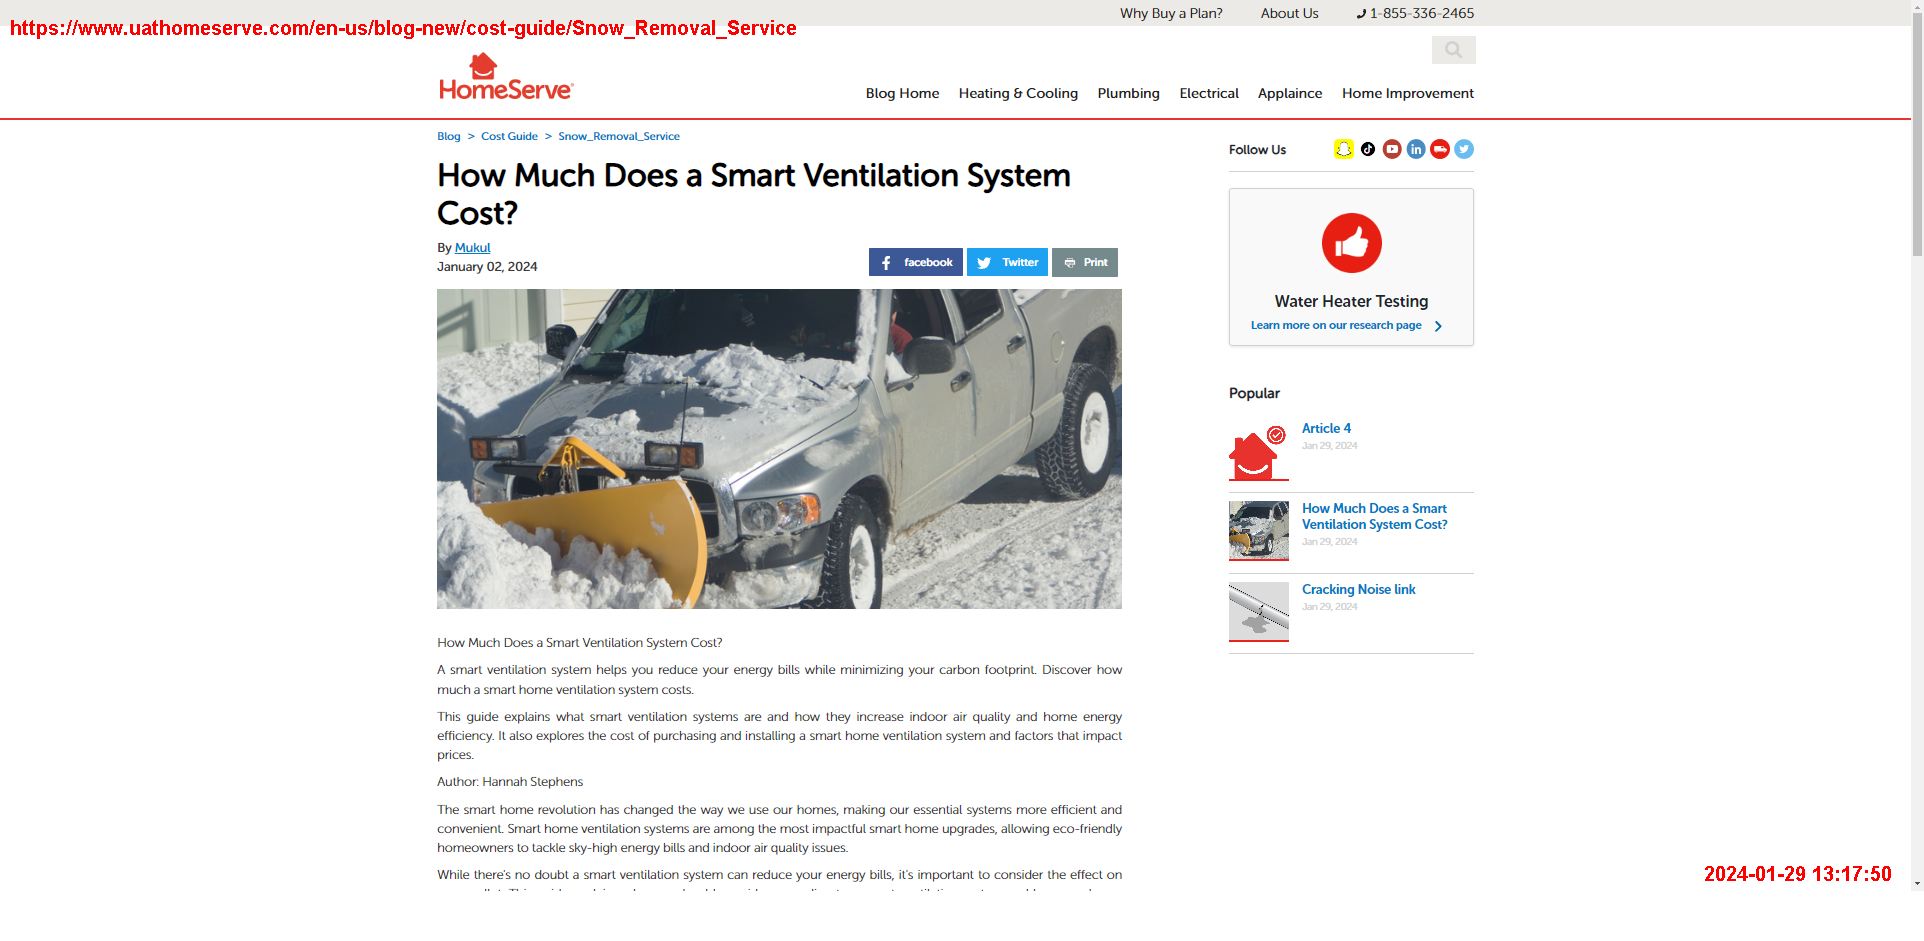 Why Buy a Plan?
About Us
1-855-336-2465
https://www.uathomeserve.com/en-us/blog-new/cost-guide/Snow_Removal_Service
HomeServe
Blog Home
Heating & Cooling
Plumbing
Electrical
Applaince
Home Improvement
Blog > Cost Guide > Snow_Removal_Service
How Much Does a Smart Ventilation System
Cost?
By Mukul
January 02, 2024
facebook
Twitter
Print
How Much Does a Smart Ventilation System Cost?
A smart ventilation system helps you reduce your energy bills while minimizing your carbon footprint. Discover how
much a smart home ventilation system costs.
This guide explains what smart ventilation systems are and how they increase indoor air quality and home energy
efficiency. It also explores the cost of purchasing and installing a smart home ventilation system and factors that impact
prices.
Author: Hannah Stephens
The smart home revolution has changed the way we use our homes, making our essential systems more efficient and
convenient. Smart home ventilation systems are among the most impactful smart home upgrades, allowing eco-friendly
homeowners to tackle sky-high energy bills and indoor air quality issues.
While there's no doubt a smart ventilation system can reduce your energy bills, it's important to consider the effect on
Follow Us
Water Heater Testing
Learn more on our research page
Popular
Article 4
Jan 29, 2024
How Much Does a Smart
Ventilation System Cost?
Jan 29, 2024
Cracking Noise link
Jan 29, 2024
2024-01-29 13:17:50